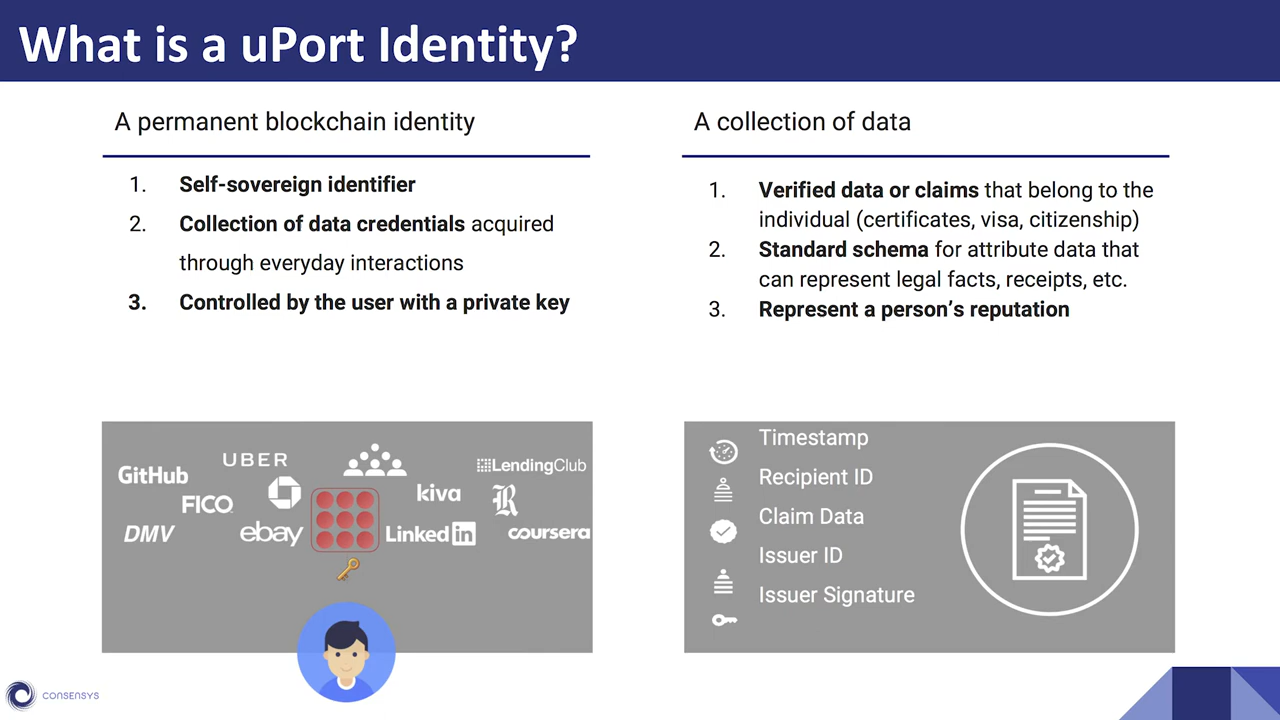 What is a uPort Identity?
A permanent blockchain identity
1. Self-sovereign identifier
2. Collection of data credentials acquired
through everyday interactions
3. Controlled by the user with a private key
A collection of data
1. Verified data or claims that belong to the
individual (certificates, visa, citizenship)
2. Standard schema for attribute data that
can represent legal facts, receipts, etc.
3. Represent a person’s reputation
GitHub
UBER
LendingClub
FICO
kiva
R
DMV
ebay
Linked in
coursera
Timestamp
Recipient ID
Claim Data
Issuer ID
Issuer Signature
CONSENSYS